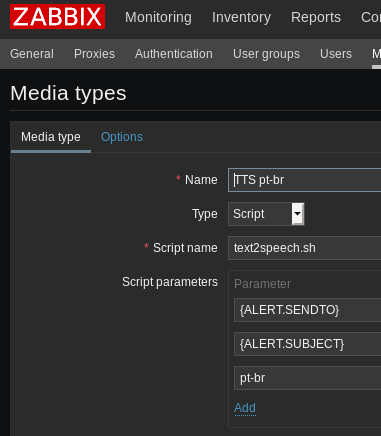 ZABBIX Monitoring Inventory Reports
General Proxies Authentication User groups Users
Media types
Media type Options
* Name TTS pt-br
Type Script
* Script name text2speech.sh
Script parameters Parameter
{ALERT.SENDTO}
{ALERT.SUBJECT}
pt-br
Add